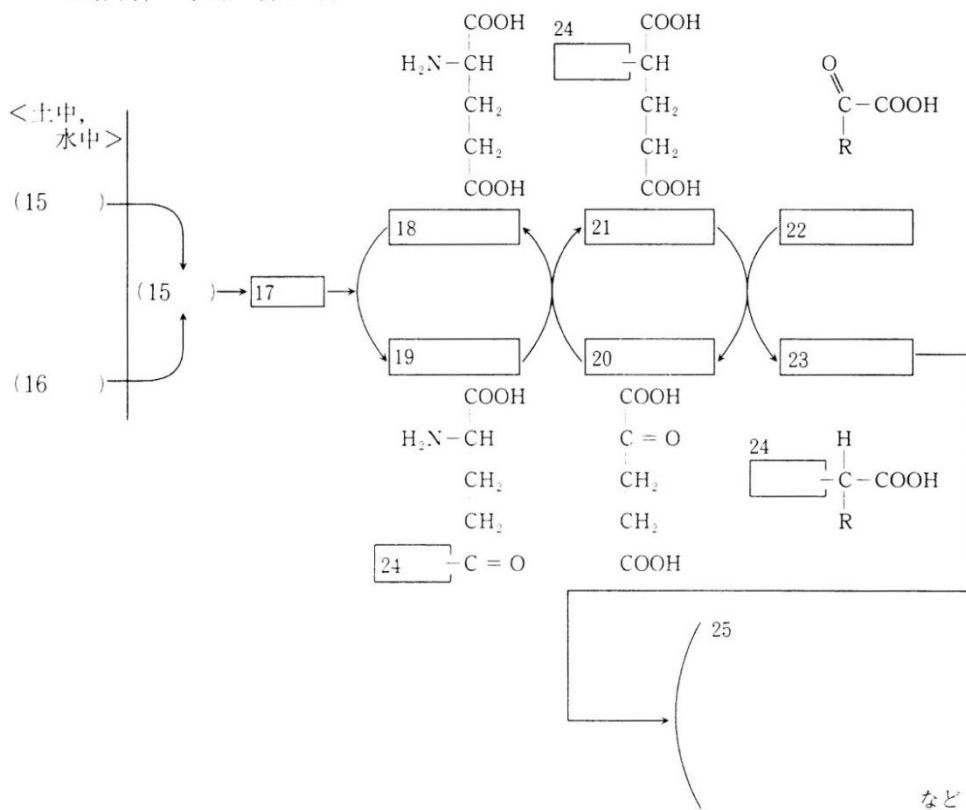 24
COOH
COOH
H₂N－CH
－CH
O
C－COOH
R
CH₂
CH₂
CH₂
CH₂
COOH
COOH
＜土中,
水中＞
(15　　)
18
21
22
(15　　)
17
19
20
23
(16　　)
COOH
COOH
H₂N－CH
C＝O
24
H
－C－COOH
R
CH₂
CH₂
CH₂
CH₂
24
－C＝O
COOH
25
など